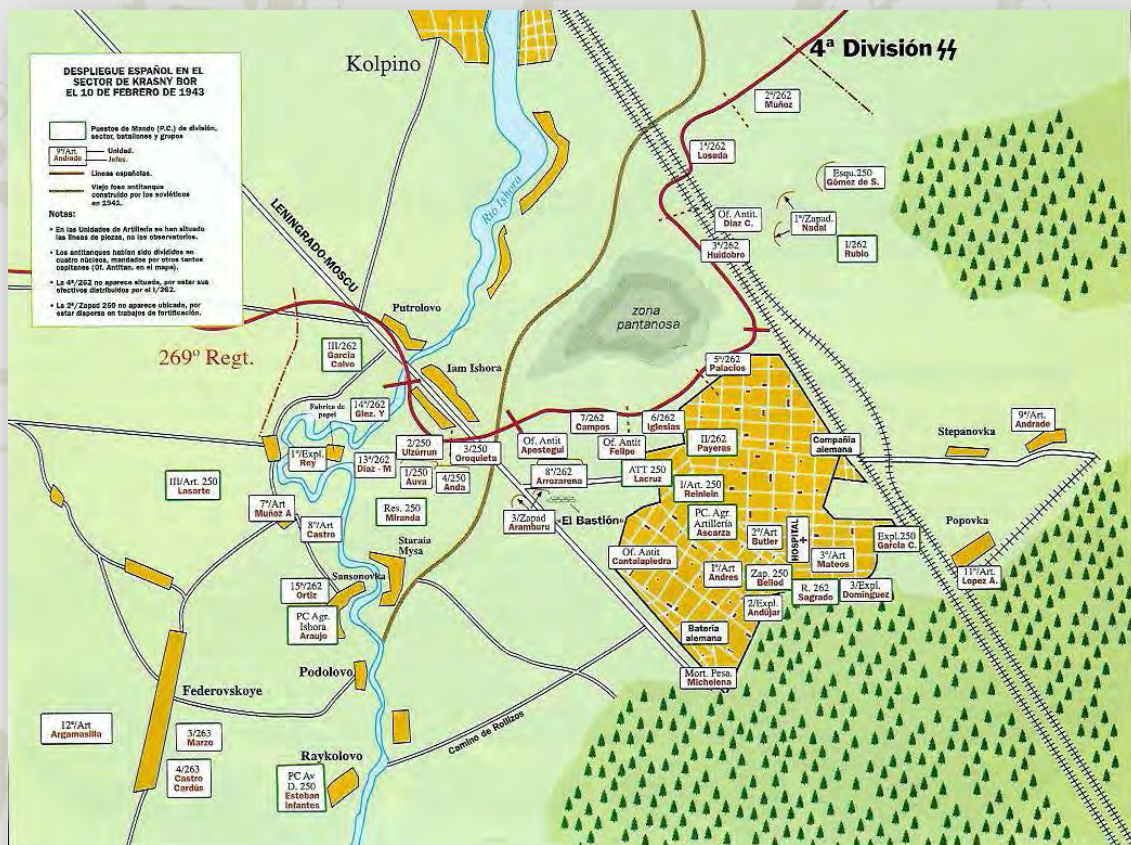 DESPLIEGUE ESPAÑOL EN EL
SECTOR DE KRASNY BOR
EL 10 DE FEBRERO DE 1943
Puestos de Mando (P.C.) de división,
sector, batallones y grupos
9ª/Art.
Andrade
Unidad.
Jefes.
Lineas españolas.
Viejo foso antitanque
construido por los soviéticos
en 1941.
Notas:
• En las Unidades de Artillería se han situado
las líneas de piezas, no los observatorios.
• Los antitanques habían sido divididos en
cuatro núcleos, mandados por otros tantos
capitanes (Of. Antitan. en el mapa).
• La 4ª/262 no aparece situada, por estar sus
efectivos distribuidos por el I/262.
• La 2ª/Zapad 250 no aparece ubicada, por
estar dispersa en trabajos de fortificación.
Kolpino
4ª División
2ª/262
Muñoz
1ª/262
Losada
Esqu.250
Gómez de S.
Of. Antit.
Diaz C.
1ª/Zapad.
Nadal
3ª/262
Huidobro
I/262
Rubio
Rio Ishora
LENINGRADO-MOSCU
zona
pantanosa
Putrolovo
269º Regt.
III/262
García
Calvo
Iam Ishora
5ª/262
Palacios
Fabrica de
papel
14ª/262
Glez. Y
7/262
Campos
6/262
Iglesias
9ª/Art.
Andrade
Stepanovka
1ª/Expl.
Rey
13ª/262
Diaz - M
2/250
Ulzúrrun
3/250
Oroquieta
Of. Antit
Apestegui
Of. Antit
Felipo
II/262
Payeras
Compañía
alemana
1/250
Auva
4/250
Anda
8ª/262
Arrozarena
ATT 250
Lacruz
III/Art. 250
Lasarte
I/Art. 250
Reinlein
7ª/Art
Muñoz A
8ª/Art
Castro
Res. 250
Miranda
3/Zapad
Aramburu
«El Bastión»
PC. Agr.
Artillería
Ascarza
2ª/Art
Butler
HOSPITAL
Expl.250
García C.
Popovka
Staraia
Mysa
Of. Antit
Cantalapiedra
1ª/Art
Andres
3ª/Art
Mateos
Zap. 250
Bellod
11ª/Art.
Lopez A.
Sansonovka
15ª/262
Ortiz
R. 262
Sagrado
3/Expl.
Domínguez
PC Agr.
Ishora
Araujo
2/Expl.
Andújar
Batería
alemana
Podolovo
Mort. Pesa.
Michelena
Federovskoye
12ª/Art
Argamasilla
3/263
Marzo
Camino de Rollizos
Raykolovo
4/263
Castro
Cardús
PC Av
D. 250
Esteban
Infantes